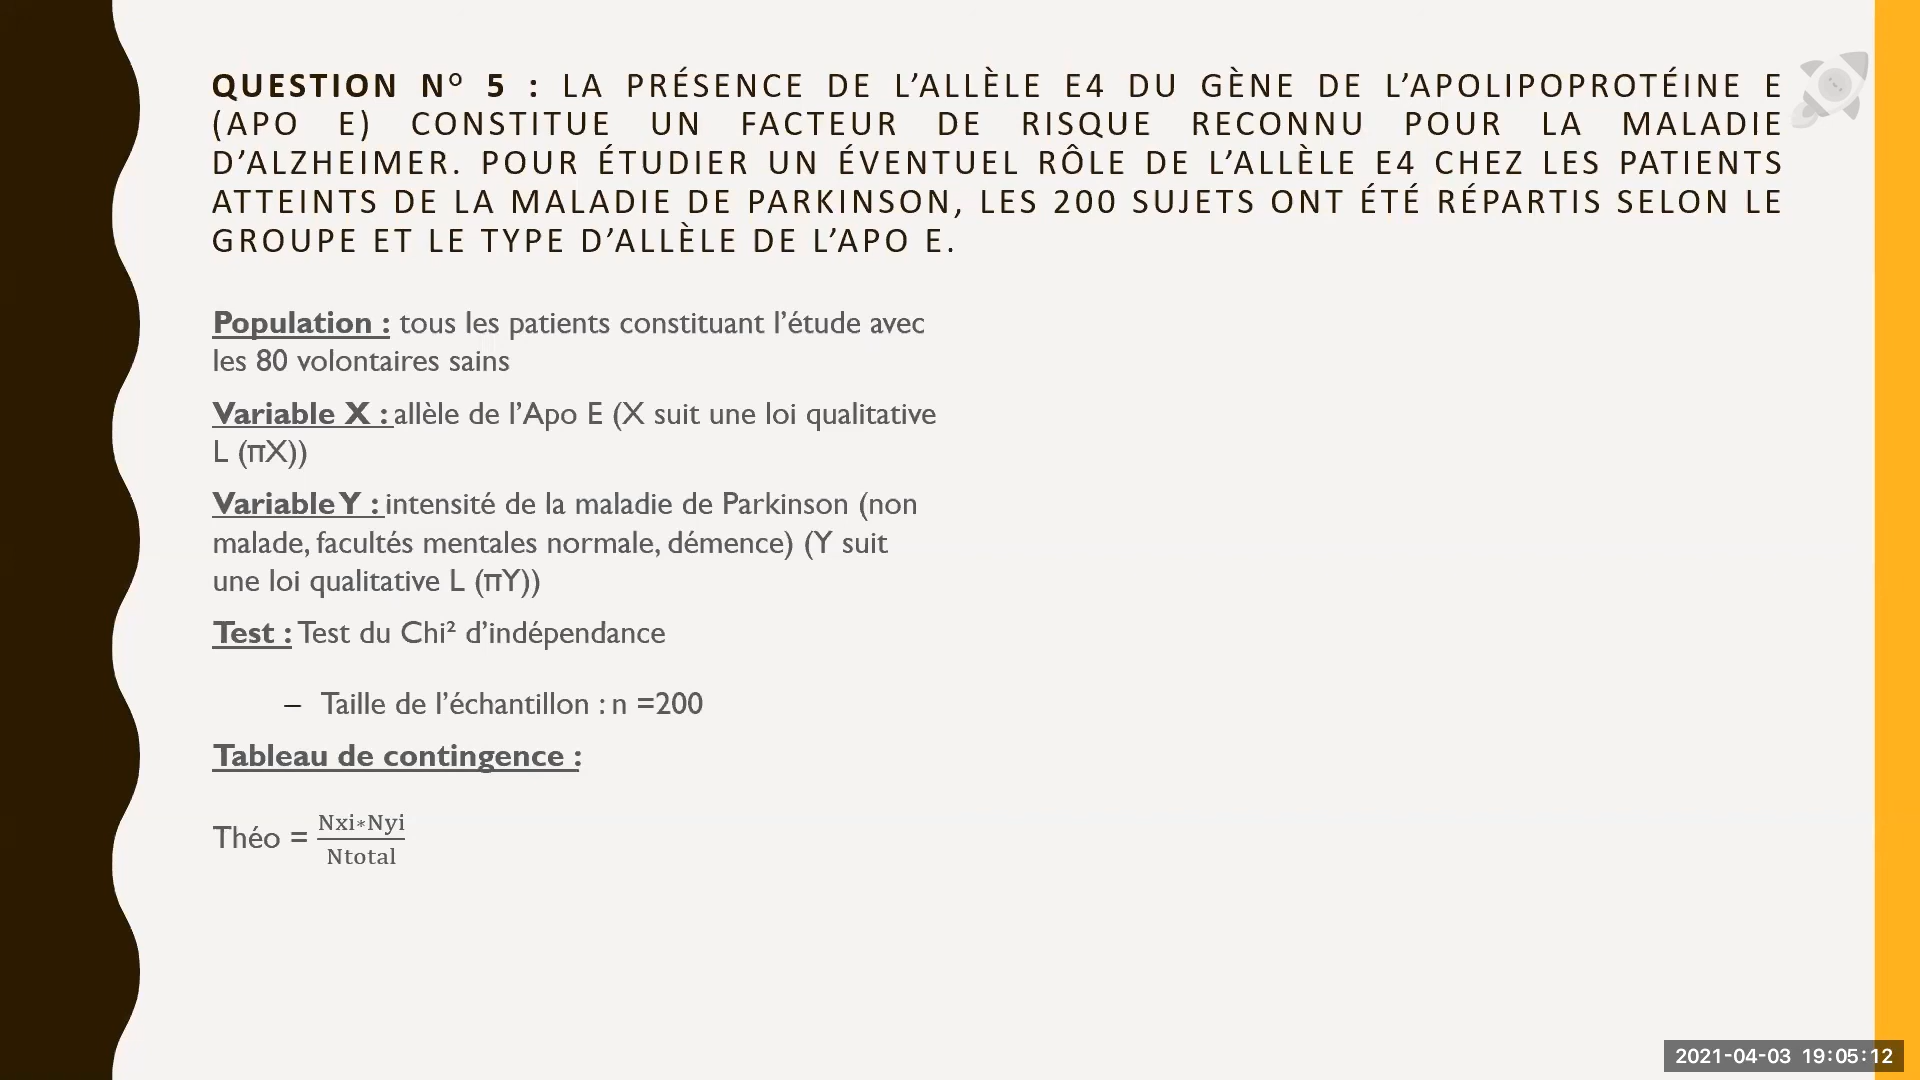 QUESTION Nº 5 : LA PRÉSENCE DE L’ALLÈLE E4 DU GÈNE DE L’APOLIPOPROTÉINE E
(APO E) CONSTITUE UN FACTEUR DE RISQUE RECONNU POUR LA MALADIE
D’ALZHEIMER. POUR ÉTUDIER UN ÉVENTUEL RÔLE DE L’ALLÈLE E4 CHEZ LES PATIENTS
ATTEINTS DE LA MALADIE DE PARKINSON, LES 200 SUJETS ONT ÉTÉ RÉPARTIS SELON LE
GROUPE ET LE TYPE D’ALLÈLE DE L’APO E.
Population : tous les patients constituant l’étude avec
les 80 volontaires sains
Variable X : allèle de l’Apo E (X suit une loi qualitative
L (πX))
Variable Y : intensité de la maladie de Parkinson (non
malade, facultés mentales normale, démence) (Y suit
une loi qualitative L (πY))
Test : Test du Chi² d’indépendance
– Taille de l’échantillon : n =200
Tableau de contingence :
Théo = Nxi*Nyi
Ntotal
2021-04-03 19:05:12